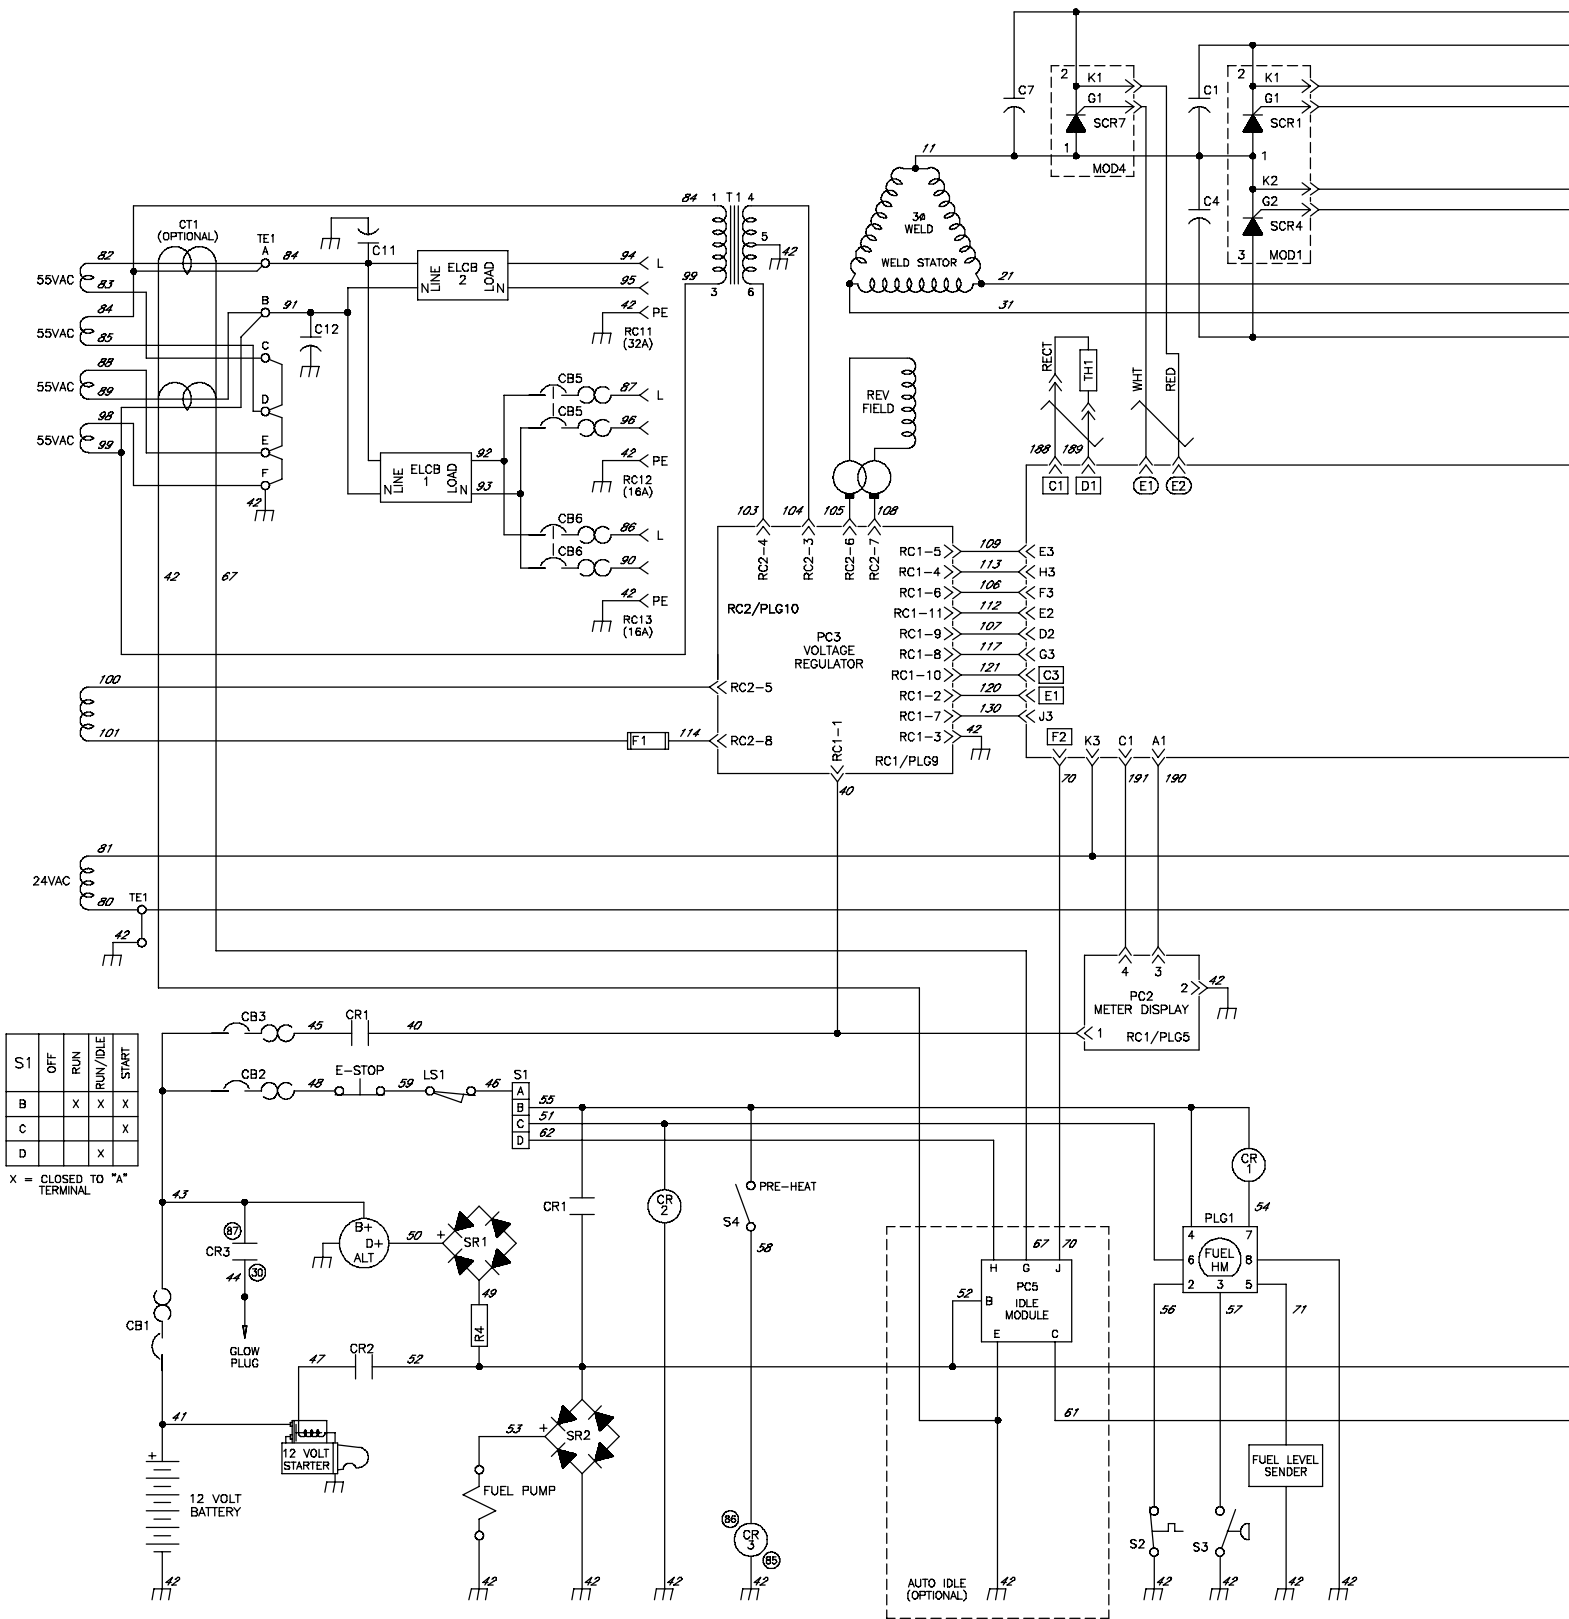 C7
2
K1
G1
SCR7
1
MOD4
C1
2
K1
G1
SCR1
1
K2
G2
SCR4
3
MOD1
C4
11
3ø
WELD
WELD STATOR
21
31
CT1
(OPTIONAL)
TE1
A
84
C11
84
1 T1 4
5
42
3
6
99
55VAC
82
83
55VAC
84
85
55VAC
88
89
55VAC
98
99
B
91
C12
C
D
E
F
42
LINE
N
ELCB
2
LOAD
N
94
L
95
42
PE
RC11
(32A)
CB5
87
L
CB5
96
42
PE
RC12
(16A)
LINE
N
ELCB
1
LOAD
N
92
93
CB6
86
L
CB6
90
42
PE
RC13
(16A)
42
67
REV
FIELD
RECT
TH1
WHT
RED
188
189
C1
D1
E1
E2
103
104
105
108
RC2-4
RC2-3
RC2-6
RC2-7
RC2/PLG10
PC3
VOLTAGE
REGULATOR
RC1-5
109
E3
RC1-4
113
H3
RC1-6
106
F3
RC1-11
112
E2
RC1-9
107
D2
RC1-8
117
G3
RC1-10
121
C3
RC1-2
120
E1
RC1-7
130
J3
RC1-3
42
RC1/PLG9
RC1-1
40
100
RC2-5
101
F1
114
RC2-8
F2
K3
C1
A1
70
191
190
24VAC
81
80
TE1
42
4
3
PC2
METER DISPLAY
2
42
1
RC1/PLG5
S1
OFF
RUN
RUN/IDLE
START
B
X
X
X
C
X
D
X
X = CLOSED TO "A"
TERMINAL
CB3
45
CR1
40
CB2
48
E-STOP
59
LS1
46
S1
A
B
C
D
55
51
62
43
87
CR3
44
30
GLOW
PLUG
B+
D+
ALT
50
+
SR1
49
R4
CR1
CR
2
PRE-HEAT
S4
58
CR
1
54
PLG1
4
7
6
FUEL
HM
8
2
3
5
56
57
71
67
70
H
G
J
PC5
IDLE
MODULE
B
E
C
52
CB1
47
CR2
52
41
12 VOLT
STARTER
+
12 VOLT
BATTERY
42
53
+
SR2
FUEL PUMP
42
42
42
86
CR
3
85
42
61
AUTO IDLE
(OPTIONAL)
42
FUEL LEVEL
SENDER
S2
S3
42
42
42
42